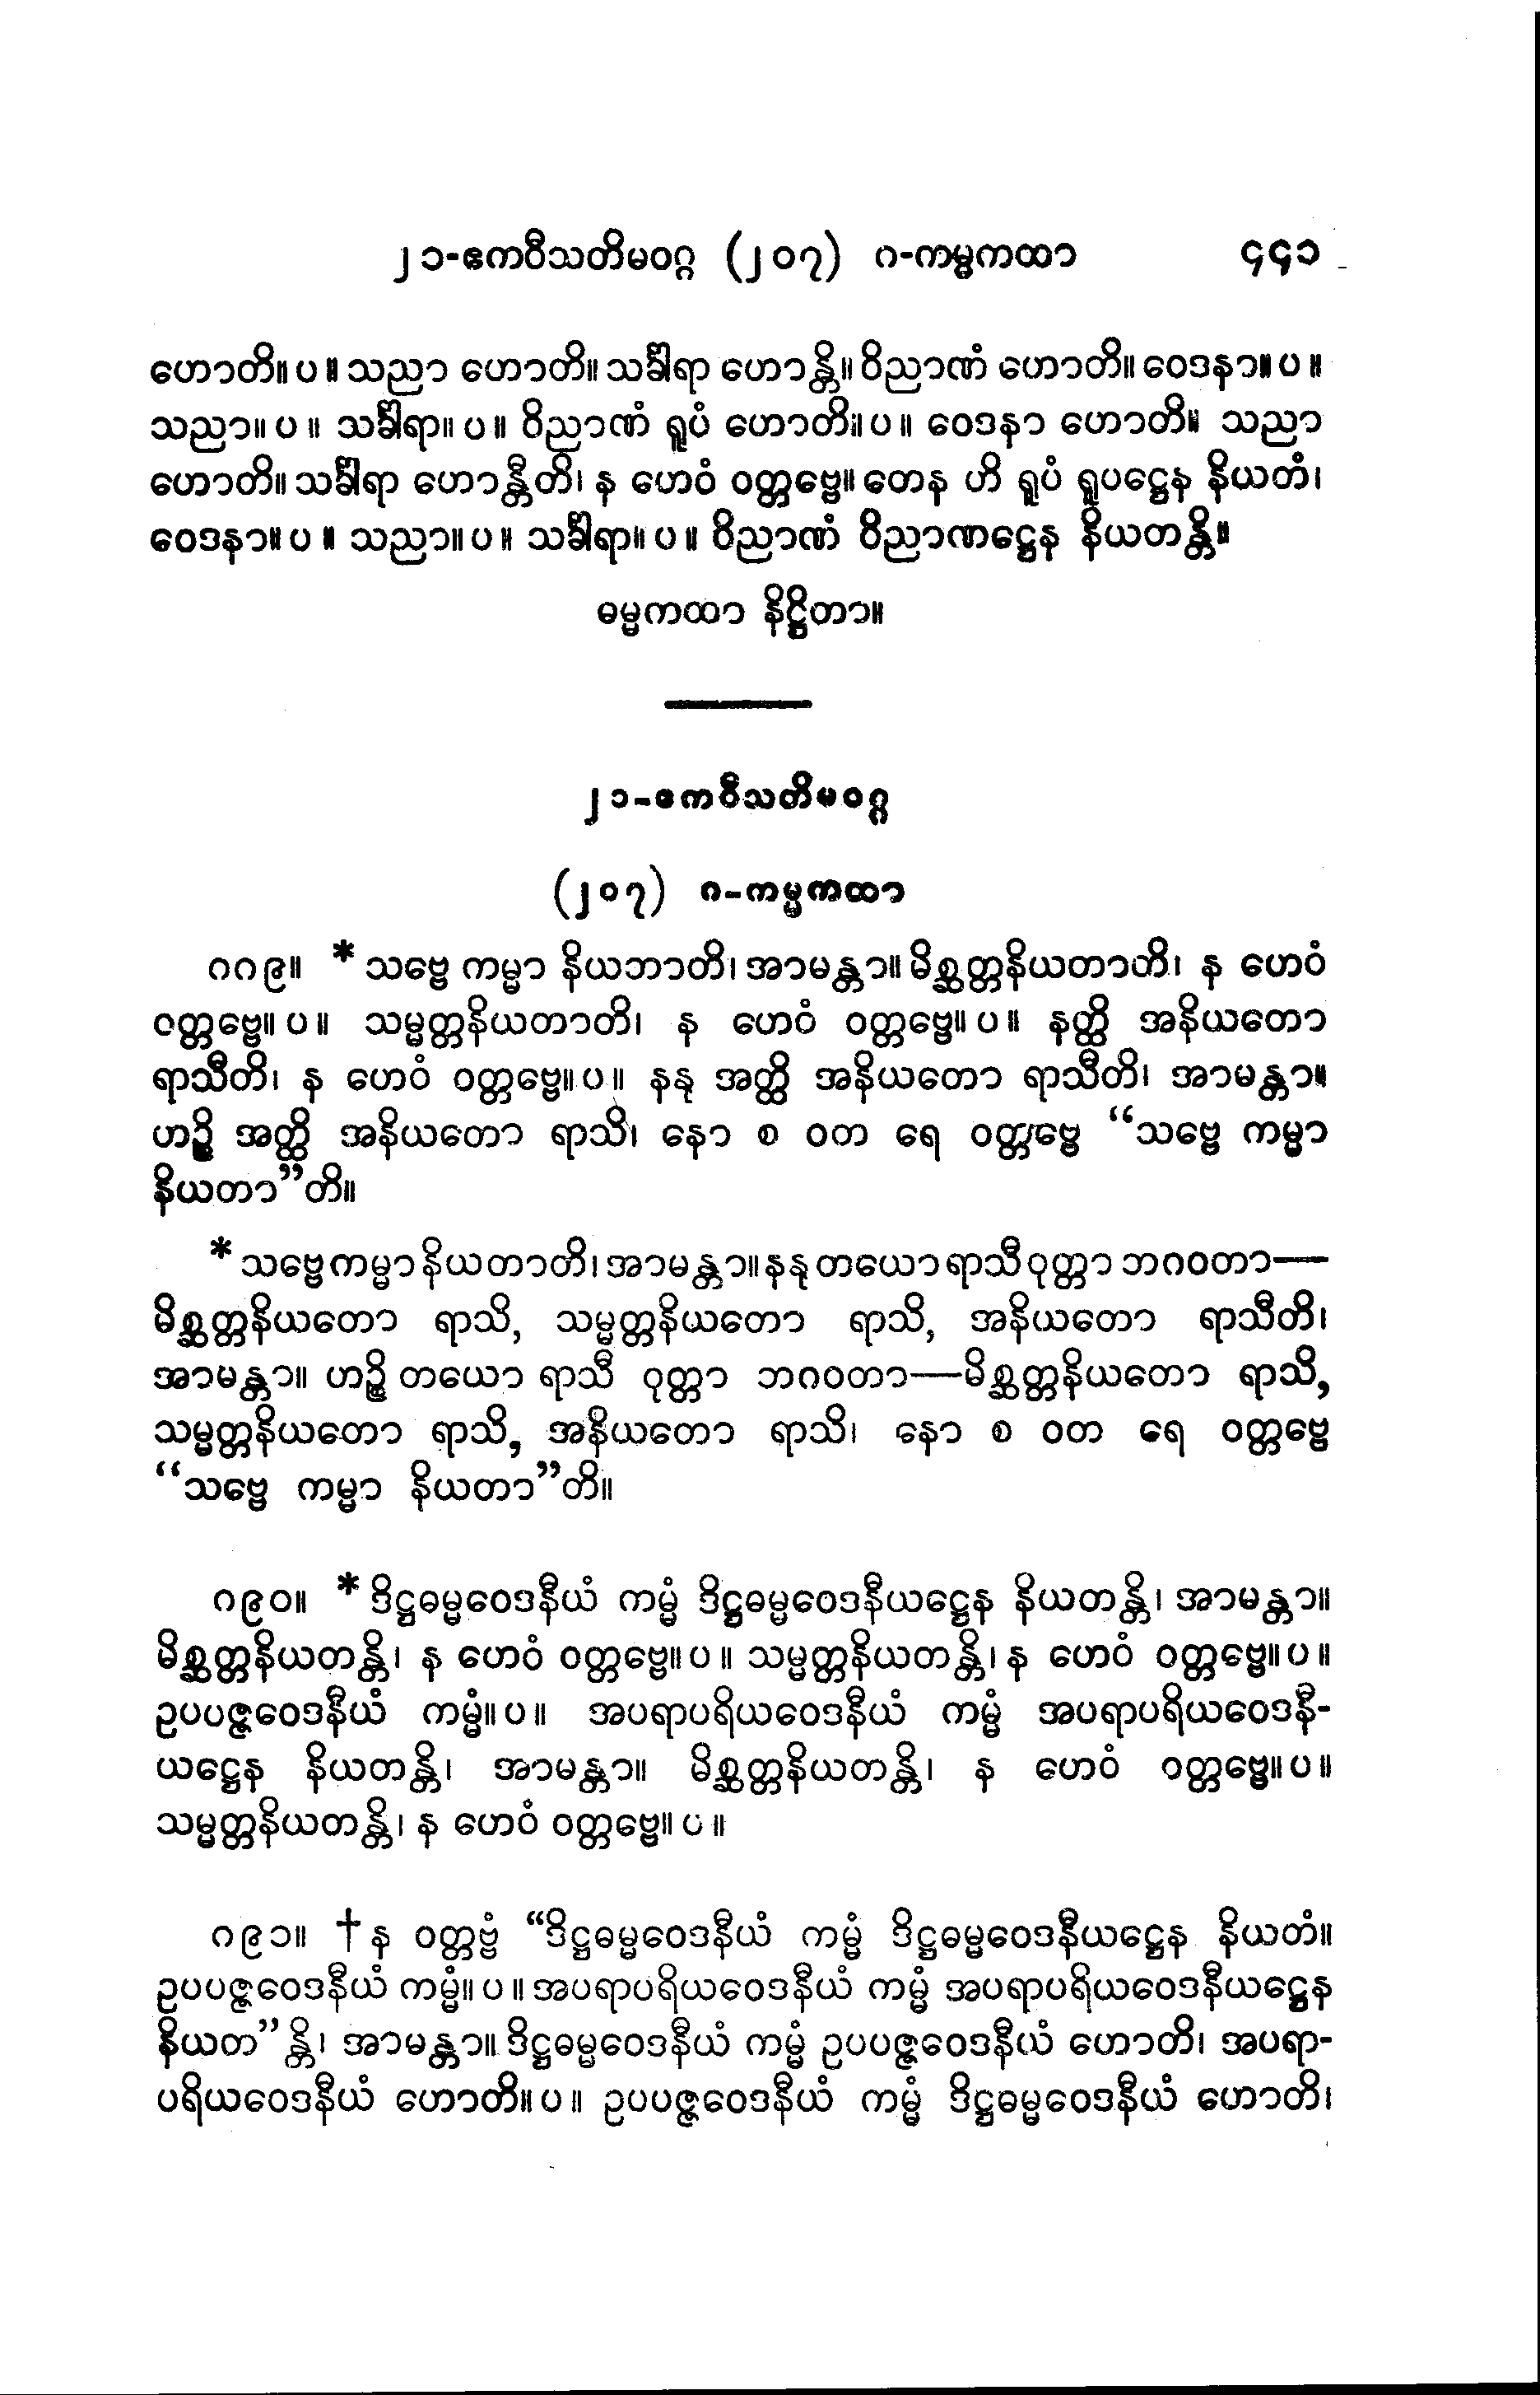 ၂၁-ဧကဝီသတိမဝဂ္ဂ (၂၀၇) ဂ-ကမ္မကထာ ၄၄၁
ဟောတိ။ ပ ။ သညာ ဟောတိ။ သင်္ခါရာ ဟောန္တိ။ ဝိညာဏံ ဟောတိ။ ဝေဒနာ။ ပ ။
သညာ။ ပ ။ သင်္ခါရာ။ ပ ။ ဝိညာဏံ ရူပံ ဟောတိ။ ပ ။ ဝေဒနာ ဟောတိ။ သညာ
ဟောတိ။ သင်္ခါရာ ဟောန္တီတိ၊ န ဟေဝံ ဝတ္တဗ္ဗေ။ တေန ဟိ ရူပံ ရူပဋ္ဌေန နိယတံ၊
ဝေဒနာ။ ပ ။ သညာ။ ပ ။ သင်္ခါရာ။ ပ ။ ဝိညာဏံ ဝိညာဏဋ္ဌေန နိယတန္တိ။
ဓမ္မကထာ နိဋ္ဌိတာ။
၂၁-ဧကဝီသတိမဝဂ္ဂ
(၂၀၇) ဂ-ကမ္မကထာ
ဂဂ၉။ * သဗ္ဗေ ကမ္မာ နိယဘာတိ၊ အာမန္တာ။ မိစ္ဆတ္တနိယတာတိ၊ န ဟေဝံ
ဝတ္တဗ္ဗေ။ ပ ။ သမ္မတ္တနိယတာတိ၊ န ဟေဝံ ဝတ္တဗ္ဗေ။ ပ ။ နတ္ထိ အနိယတော
ရာသီတိ၊ န ဟေဝံ ဝတ္တဗ္ဗေ။ ပ ။ နနု အတ္ထိ အနိယတော ရာသီတိ၊ အာမန္တာ။
ဟဉ္စိ အတ္ထိ အနိယတော ရာသိ၊ နော စ ဝတ ရေ ဝတ္တဗ္ဗေ “သဗ္ဗေ ကမ္မာ
နိယတာ”တိ။
* သဗ္ဗေ ကမ္မာ နိယတာတိ၊ အာမန္တာ။ နနု တယော ရာသီ ဝုတ္တာ ဘဂဝတာ—
မိစ္ဆတ္တနိယတော ရာသိ, သမ္မတ္တနိယတော ရာသိ, အနိယတော ရာသီတိ၊
အာမန္တာ။ ဟဉ္စိ တယော ရာသီ ဝုတ္တာ ဘဂဝတာ—မိစ္ဆတ္တနိယတော ရာသိ,
သမ္မတ္တနိယတော ရာသိ, အနိယတော ရာသိ၊ နော စ ဝတ ရေ ဝတ္တဗ္ဗေ
“သဗ္ဗေ ကမ္မာ နိယတာ”တိ။
ဂ၉၀။ * ဒိဋ္ဌဓမ္မဝေဒနီယံ ကမ္မံ ဒိဋ္ဌဓမ္မဝေဒနီယဋ္ဌေန နိယတန္တိ၊ အာမန္တာ။
မိစ္ဆတ္တနိယတန္တိ၊ န ဟေဝံ ဝတ္တဗ္ဗေ။ ပ ။ သမ္မတ္တနိယတန္တိ၊ န ဟေဝံ ဝတ္တဗ္ဗေ။ ပ ။
ဥပပဇ္ဇဝေဒနီယံ ကမ္မံ။ ပ ။ အပရာပရိယဝေဒနီယံ ကမ္မံ အပရာပရိယဝေဒနီ-
ယဋ္ဌေန နိယတန္တိ၊ အာမန္တာ။ မိစ္ဆတ္တနိယတန္တိ၊ န ဟေဝံ ဝတ္တဗ္ဗေ။ ပ ။
သမ္မတ္တနိယတန္တိ၊ န ဟေဝံ ဝတ္တဗ္ဗေ။ ပ ။
ဂ၉၁။ † န ဝတ္တဗ္ဗံ “ဒိဋ္ဌဓမ္မဝေဒနီယံ ကမ္မံ ဒိဋ္ဌဓမ္မဝေဒနီယဋ္ဌေန နိယတံ။
ဥပပဇ္ဇဝေဒနီယံ ကမ္မံ။ ပ ။ အပရာပရိယဝေဒနီယံ ကမ္မံ အပရာပရိယဝေဒနီယဋ္ဌေန
နိယတ”န္တိ၊ အာမန္တာ။ ဒိဋ္ဌဓမ္မဝေဒနီယံ ကမ္မံ ဥပပဇ္ဇဝေဒနီယံ ဟောတိ၊ အပရာ-
ပရိယဝေဒနီယံ ဟောတိ။ ပ ။ ဥပပဇ္ဇဝေဒနီယံ ကမ္မံ ဒိဋ္ဌဓမ္မဝေဒနီယံ ဟောတိ၊